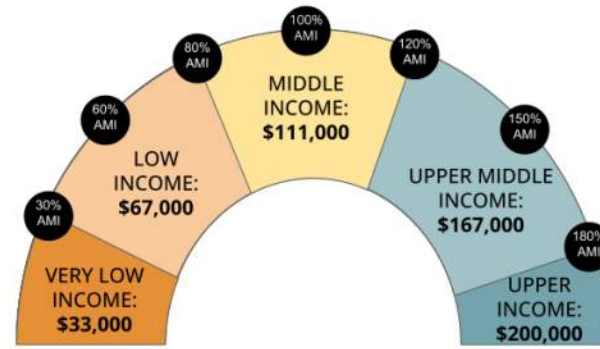 100%
AMI
80%
AMI
120%
AMI
MIDDLE
INCOME:
$111,000
60%
AMI
150%
AMI
LOW
INCOME:
$67,000
UPPER MIDDLE
INCOME:
$167,000
30%
AMI
180%
AMI
VERY LOW
INCOME:
$33,000
UPPER
INCOME:
$200,000